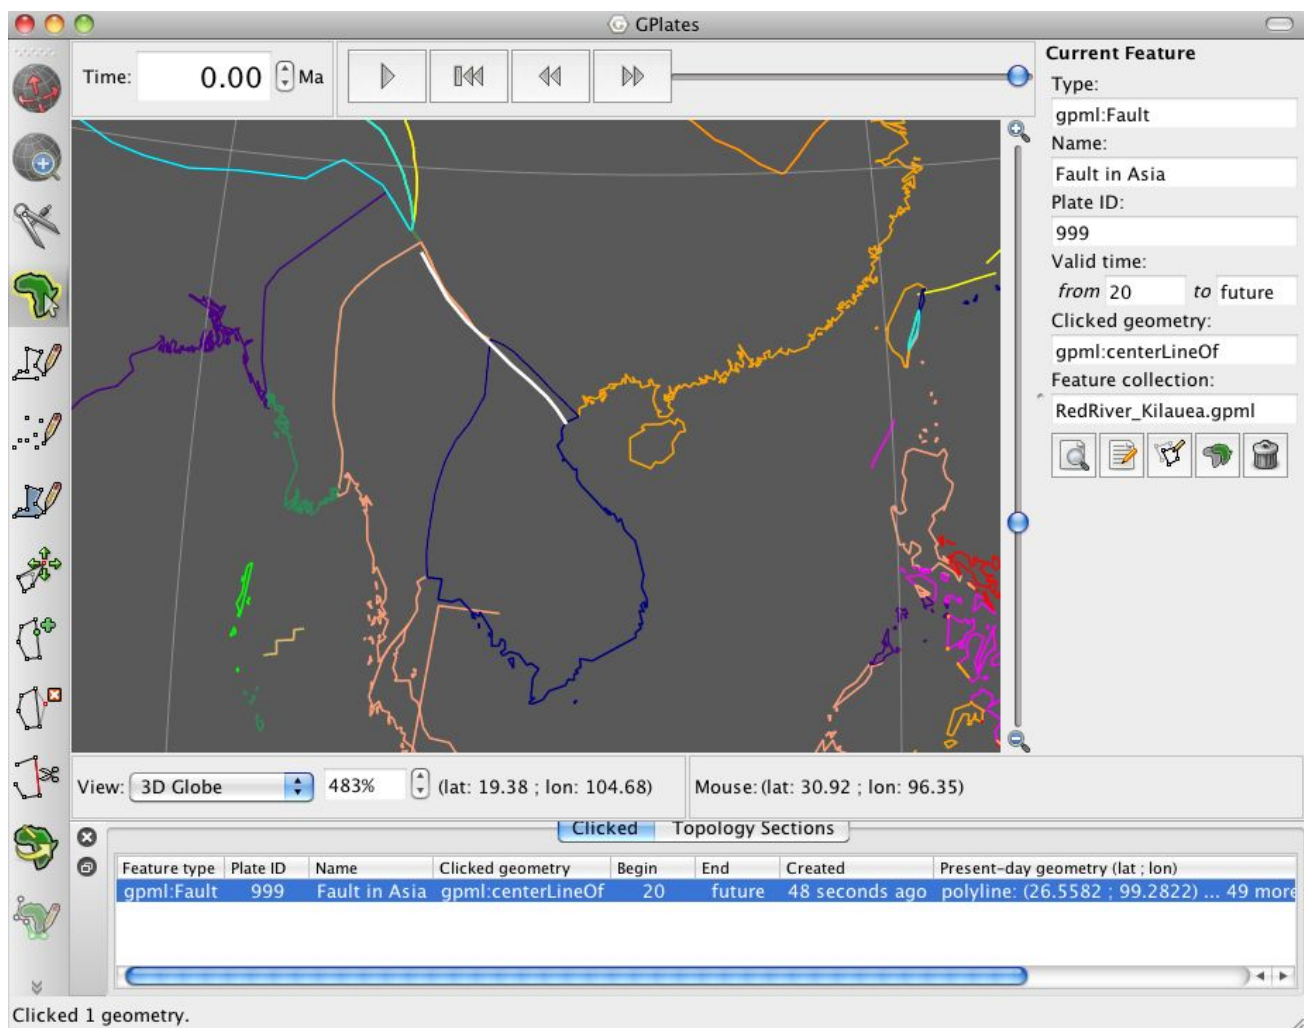 GPlates
Time: 0.00 Ma
Current Feature
Type:
gpml:Fault
Name:
Fault in Asia
Plate ID:
999
Valid time:
from 20 to future
Clicked geometry:
gpml:centerLineOf
Feature collection:
RedRiver_Kilauea.gpml
View: 3D Globe 483% (lat: 19.38 ; lon: 104.68) Mouse: (lat: 30.92 ; lon: 96.35)
Clicked Topology Sections
Feature type Plate ID Name Clicked geometry Begin End Created Present-day geometry (lat ; lon)
gpml:Fault 999 Fault in Asia gpml:centerLineOf 20 future 48 seconds ago polyline: (26.5582 ; 99.2822) ... 49 more
Clicked 1 geometry.